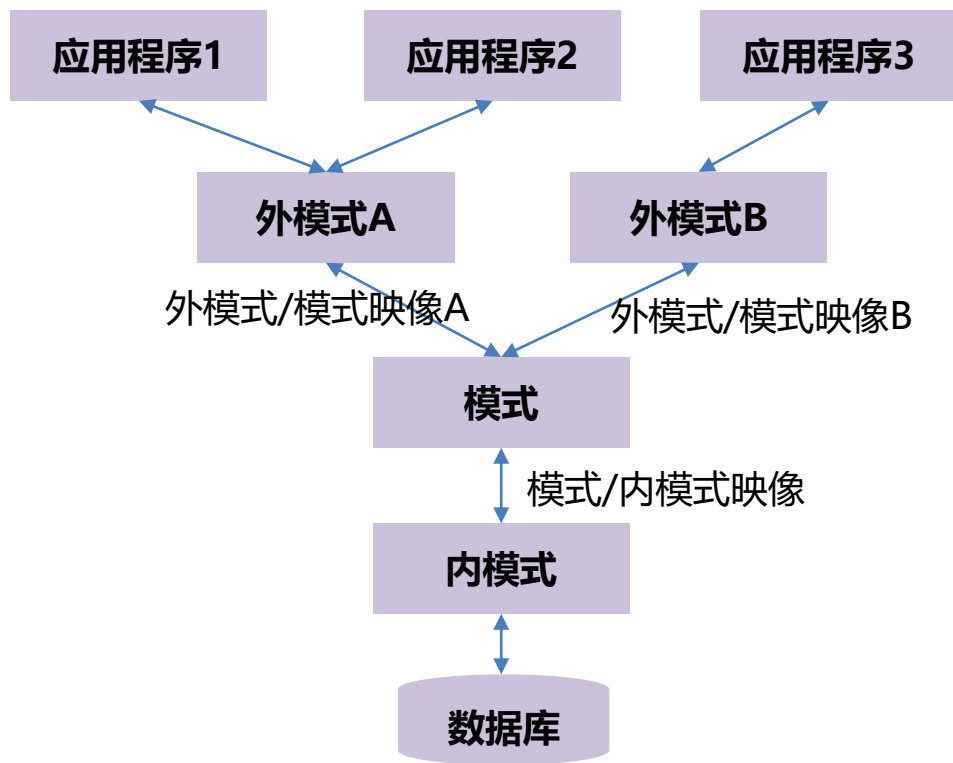 应用程序1
应用程序2
应用程序3
外模式A
外模式B
外模式/模式映像A
外模式/模式映像B
模式
模式/内模式映像
内模式
数据库